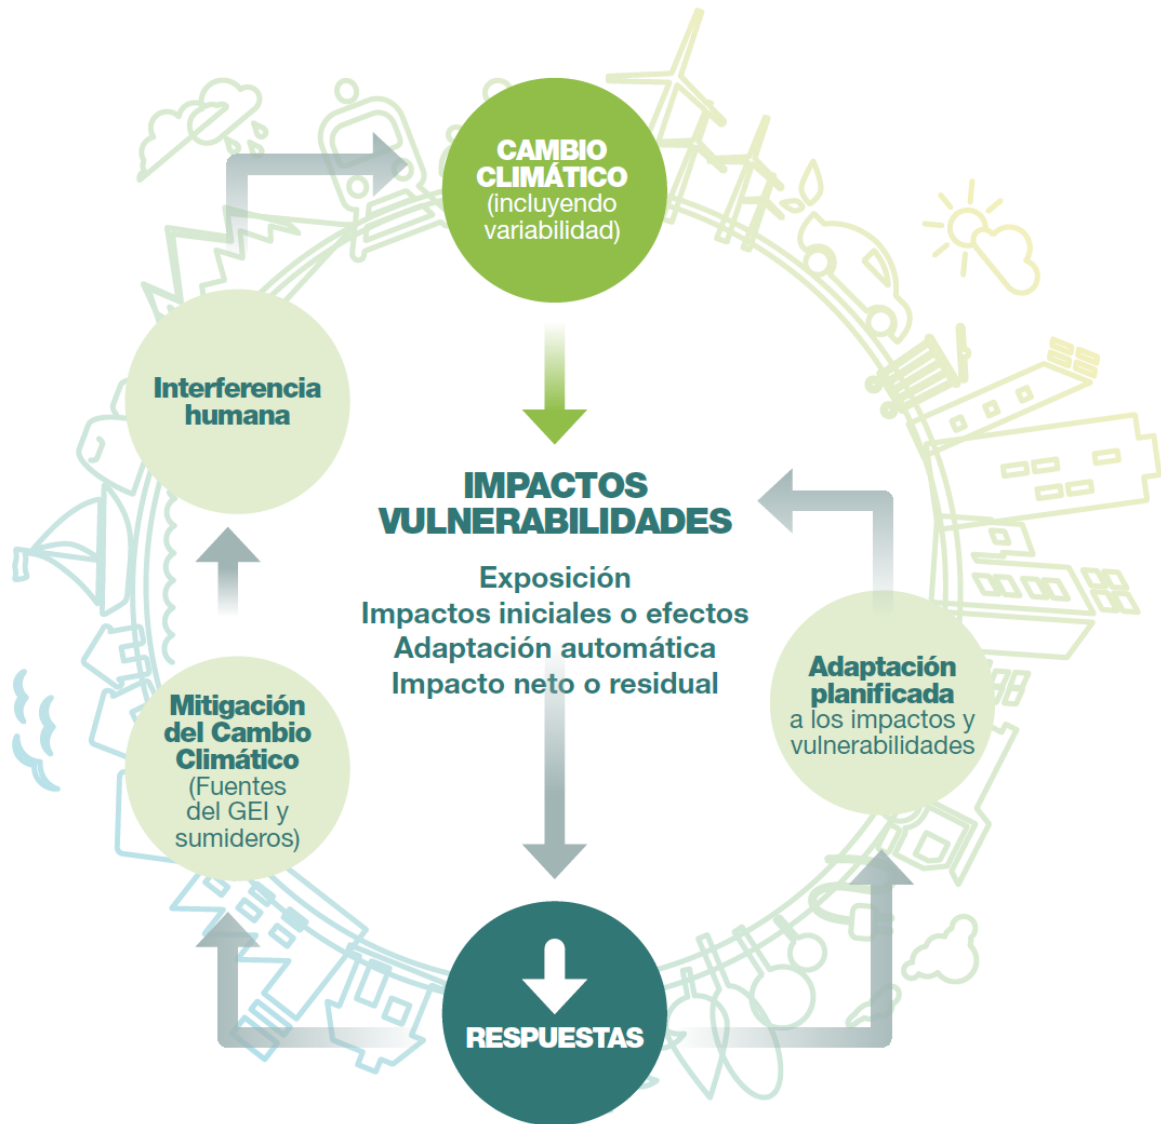 CAMBIO
CLIMÁTICO
(incluyendo
variabilidad)
Interferencia
humana
IMPACTOS
VULNERABILIDADES
Exposición
Impactos iniciales o efectos
Adaptación automática
Impacto neto o residual
Mitigación
del Cambio
Climático
(Fuentes
del GEI y
sumideros)
Adaptación
planificada
a los impactos y
vulnerabilidades
RESPUESTAS